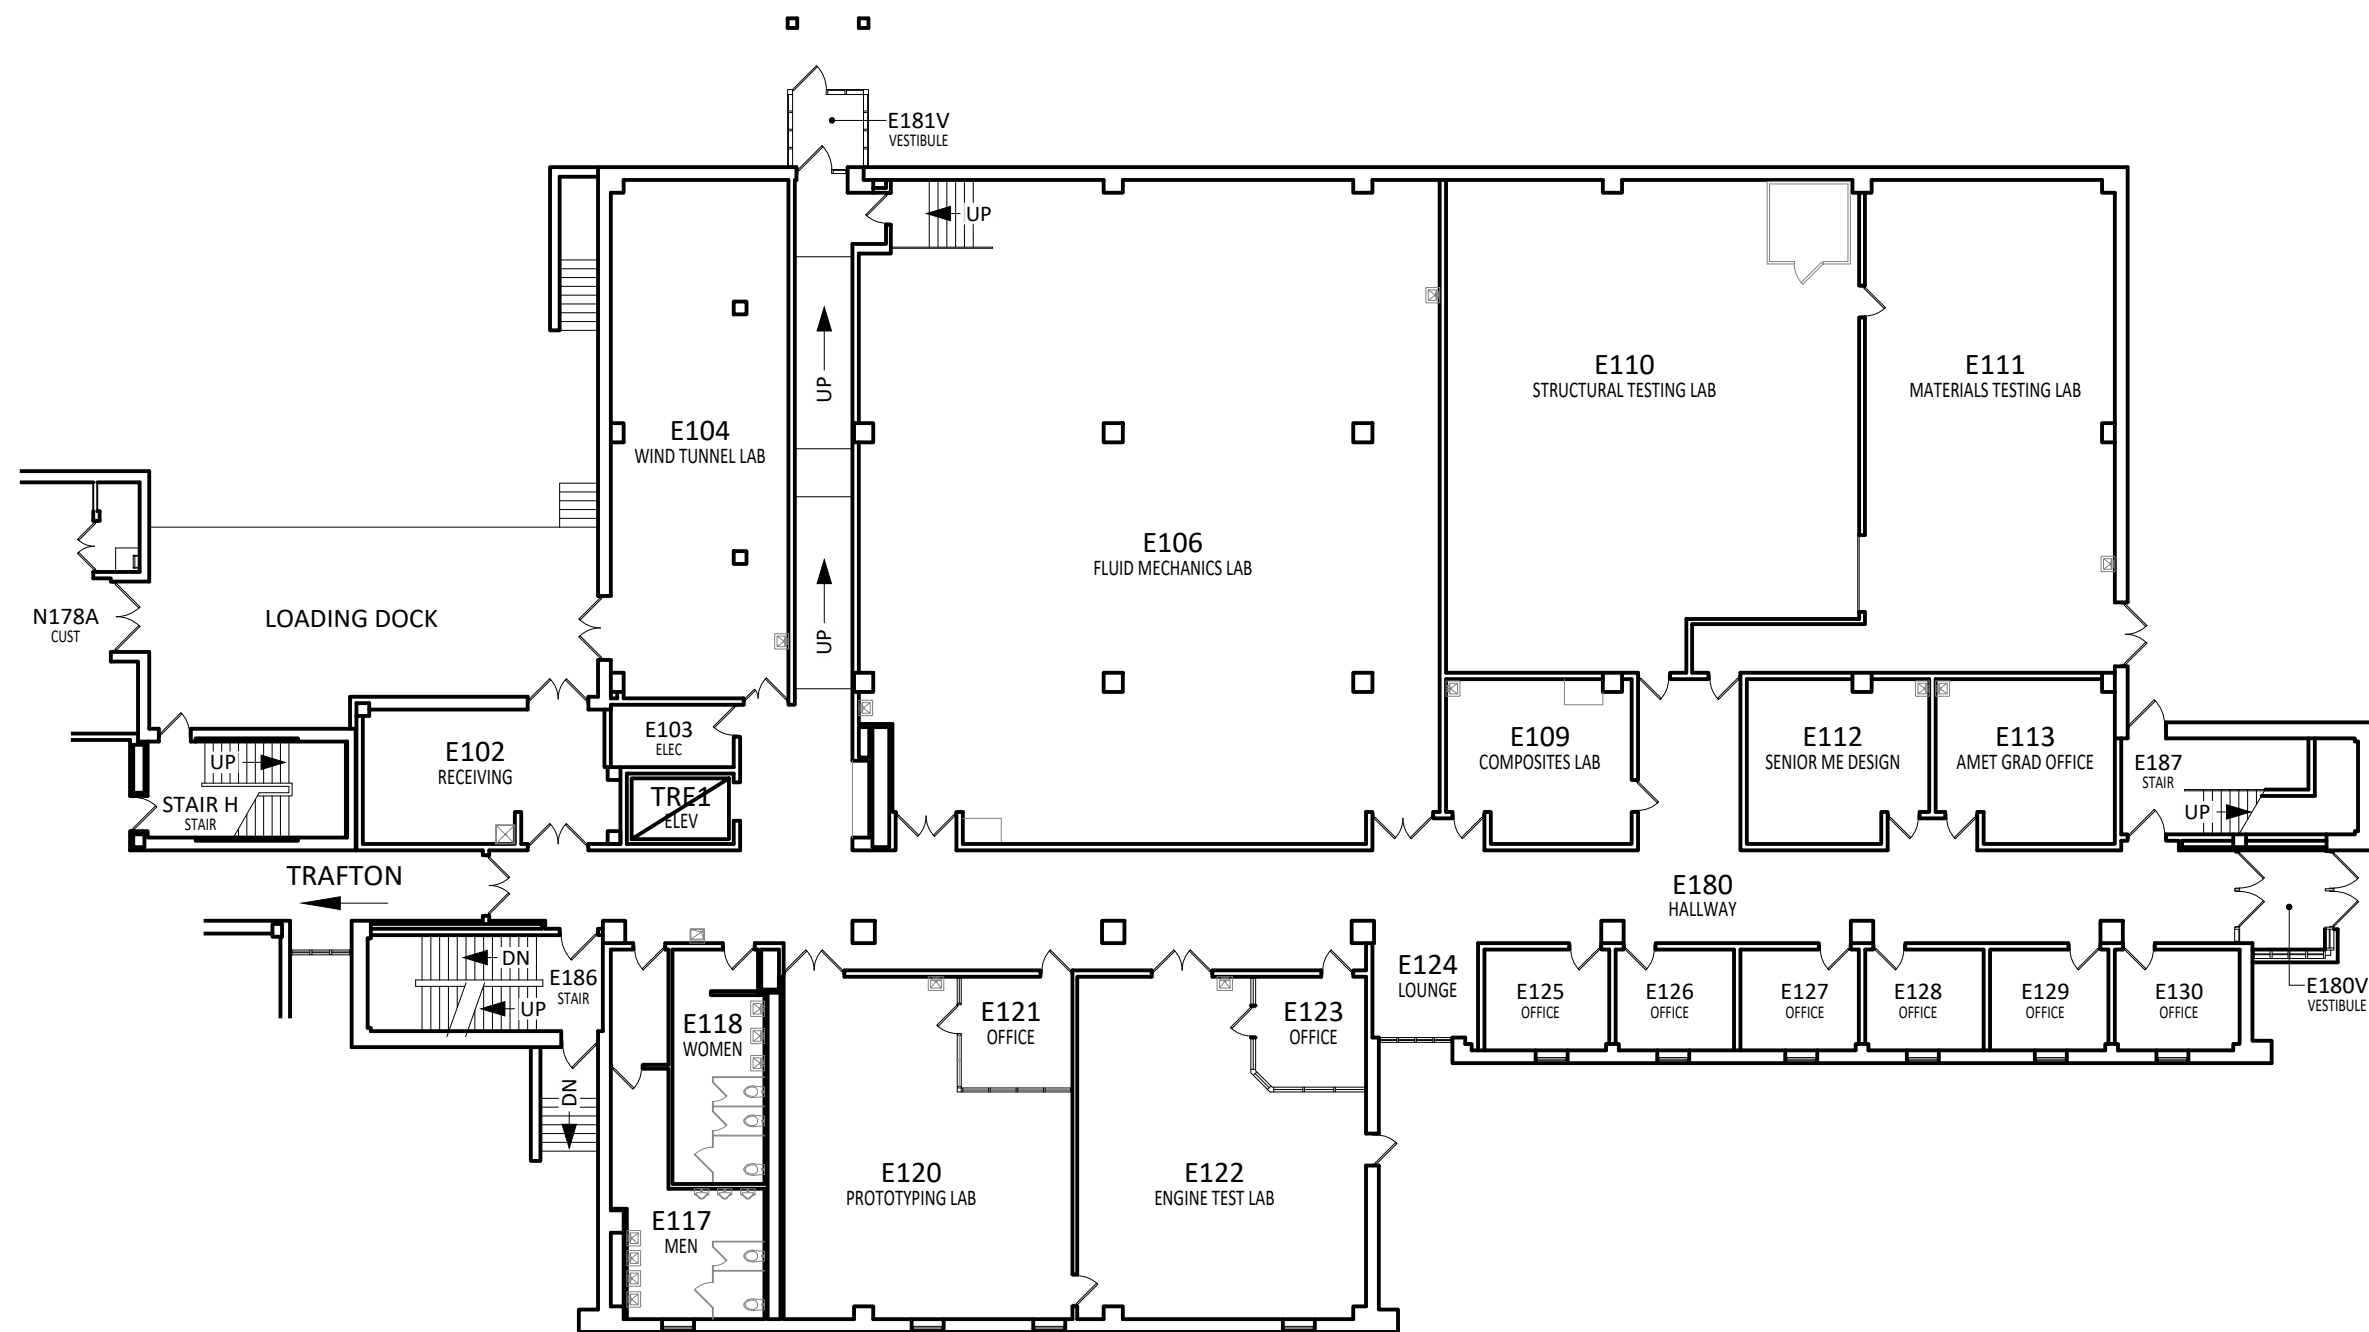 E181V
VESTIBULE
UP
UP
E110
STRUCTURAL TESTING LAB
E111
MATERIALS TESTING LAB
E104
WIND TUNNEL LAB
E106
FLUID MECHANICS LAB
N178A
CUST
LOADING DOCK
UP
E103
ELEC
E102
RECEIVING
UP
STAIR H
STAIR
TRE1
ELEV
E109
COMPOSITES LAB
E112
SENIOR ME DESIGN
E113
AMET GRAD OFFICE
E187
STAIR
UP
TRAFTON
E180
HALLWAY
DN
E186
STAIR
UP
E124
LOUNGE
E125
OFFICE
E126
OFFICE
E127
OFFICE
E128
OFFICE
E129
OFFICE
E130
OFFICE
E180V
VESTIBULE
E118
WOMEN
E121
OFFICE
E123
OFFICE
DN
E120
PROTOTYPING LAB
E122
ENGINE TEST LAB
E117
MEN